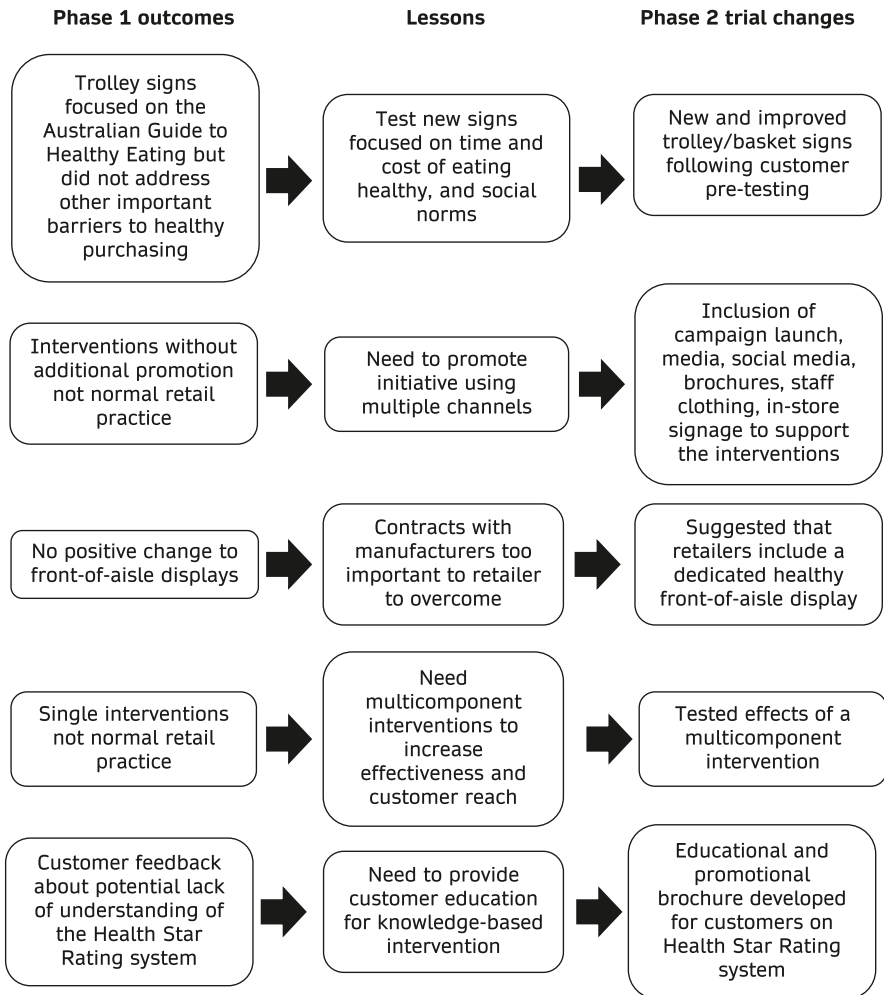 Phase 1 outcomes
Lessons
Phase 2 trial changes
Trolley signs
focused on the
Australian Guide to
Healthy Eating but
did not address
other important
barriers to healthy
purchasing
Test new signs
focused on time and
cost of eating
healthy, and social
norms
New and improved
trolley/basket signs
following customer
pre-testing
Interventions without
additional promotion
not normal retail
practice
Need to promote
initiative using
multiple channels
Inclusion of
campaign launch,
media, social media,
brochures, staff
clothing, in-store
signage to support
the interventions
No positive change to
front-of-aisle displays
Contracts with
manufacturers too
important to retailer
to overcome
Suggested that
retailers include a
dedicated healthy
front-of-aisle display
Single interventions
not normal retail
practice
Need
multicomponent
interventions to
increase
effectiveness and
customer reach
Tested effects of a
multicomponent
intervention
Customer feedback
about potential lack
of understanding of
the Health Star
Rating system
Need to provide
customer education
for knowledge-based
intervention
Educational and
promotional
brochure developed
for customers on
Health Star Rating
system